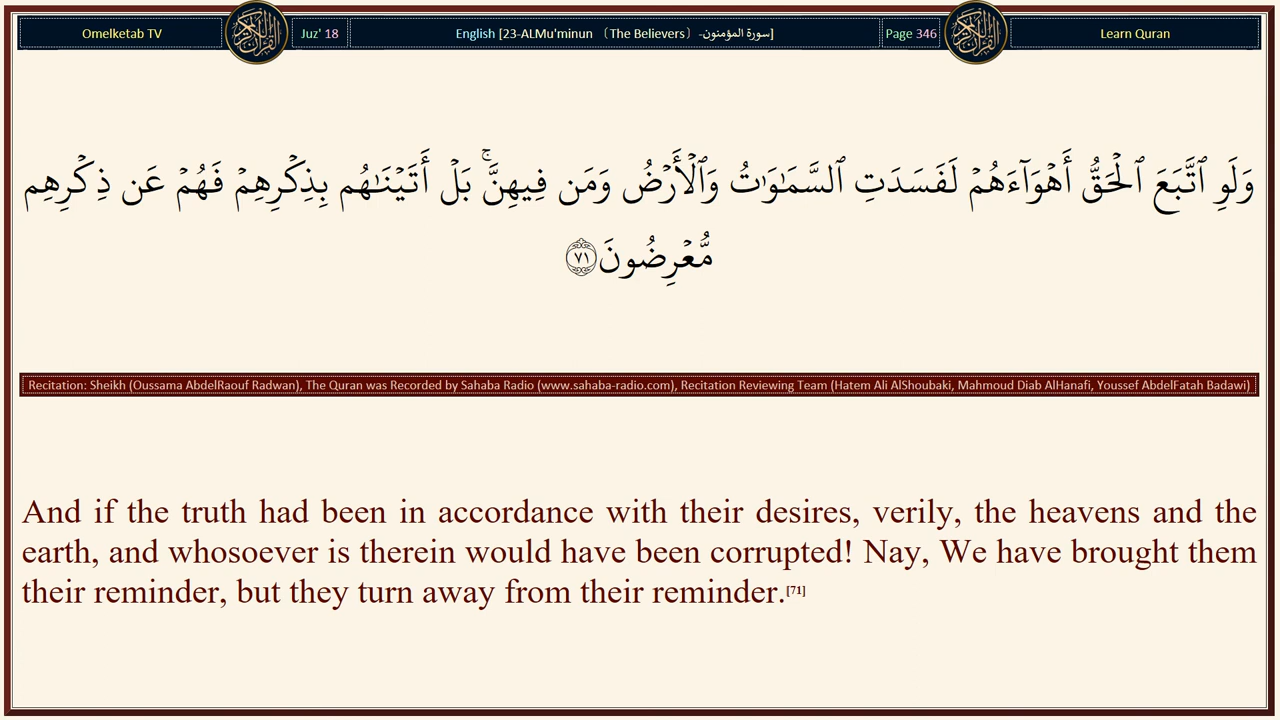 Omelketab TV
Juz' 18
English [23-ALMu'minun (The Believers) -سورة المؤمنون]
Page 346
Learn Quran
وَلَوِ ٱتَّبَعَ ٱلْحَقُّ أَهْوَآءَهُمْ لَفَسَدَتِ ٱلسَّمَـٰوَٰتُ وَٱلْأَرْضُ وَمَن فِيهِنَّ ۚ بَلْ أَتَيْنَـٰهُم بِذِكْرِهِمْ فَهُمْ عَن ذِكْرِهِم
مُّعْرِضُونَ ٧١
Recitation: Sheikh (Oussama AbdelRaouf Radwan), The Quran was Recorded by Sahaba Radio (www.sahaba-radio.com), Recitation Reviewing Team (Hatem Ali AlShoubaki, Mahmoud Diab AlHanafi, Youssef AbdelFatah Badawi)
And if the truth had been in accordance with their desires, verily, the heavens and the
earth, and whosoever is therein would have been corrupted! Nay, We have brought them
their reminder, but they turn away from their reminder.[71]